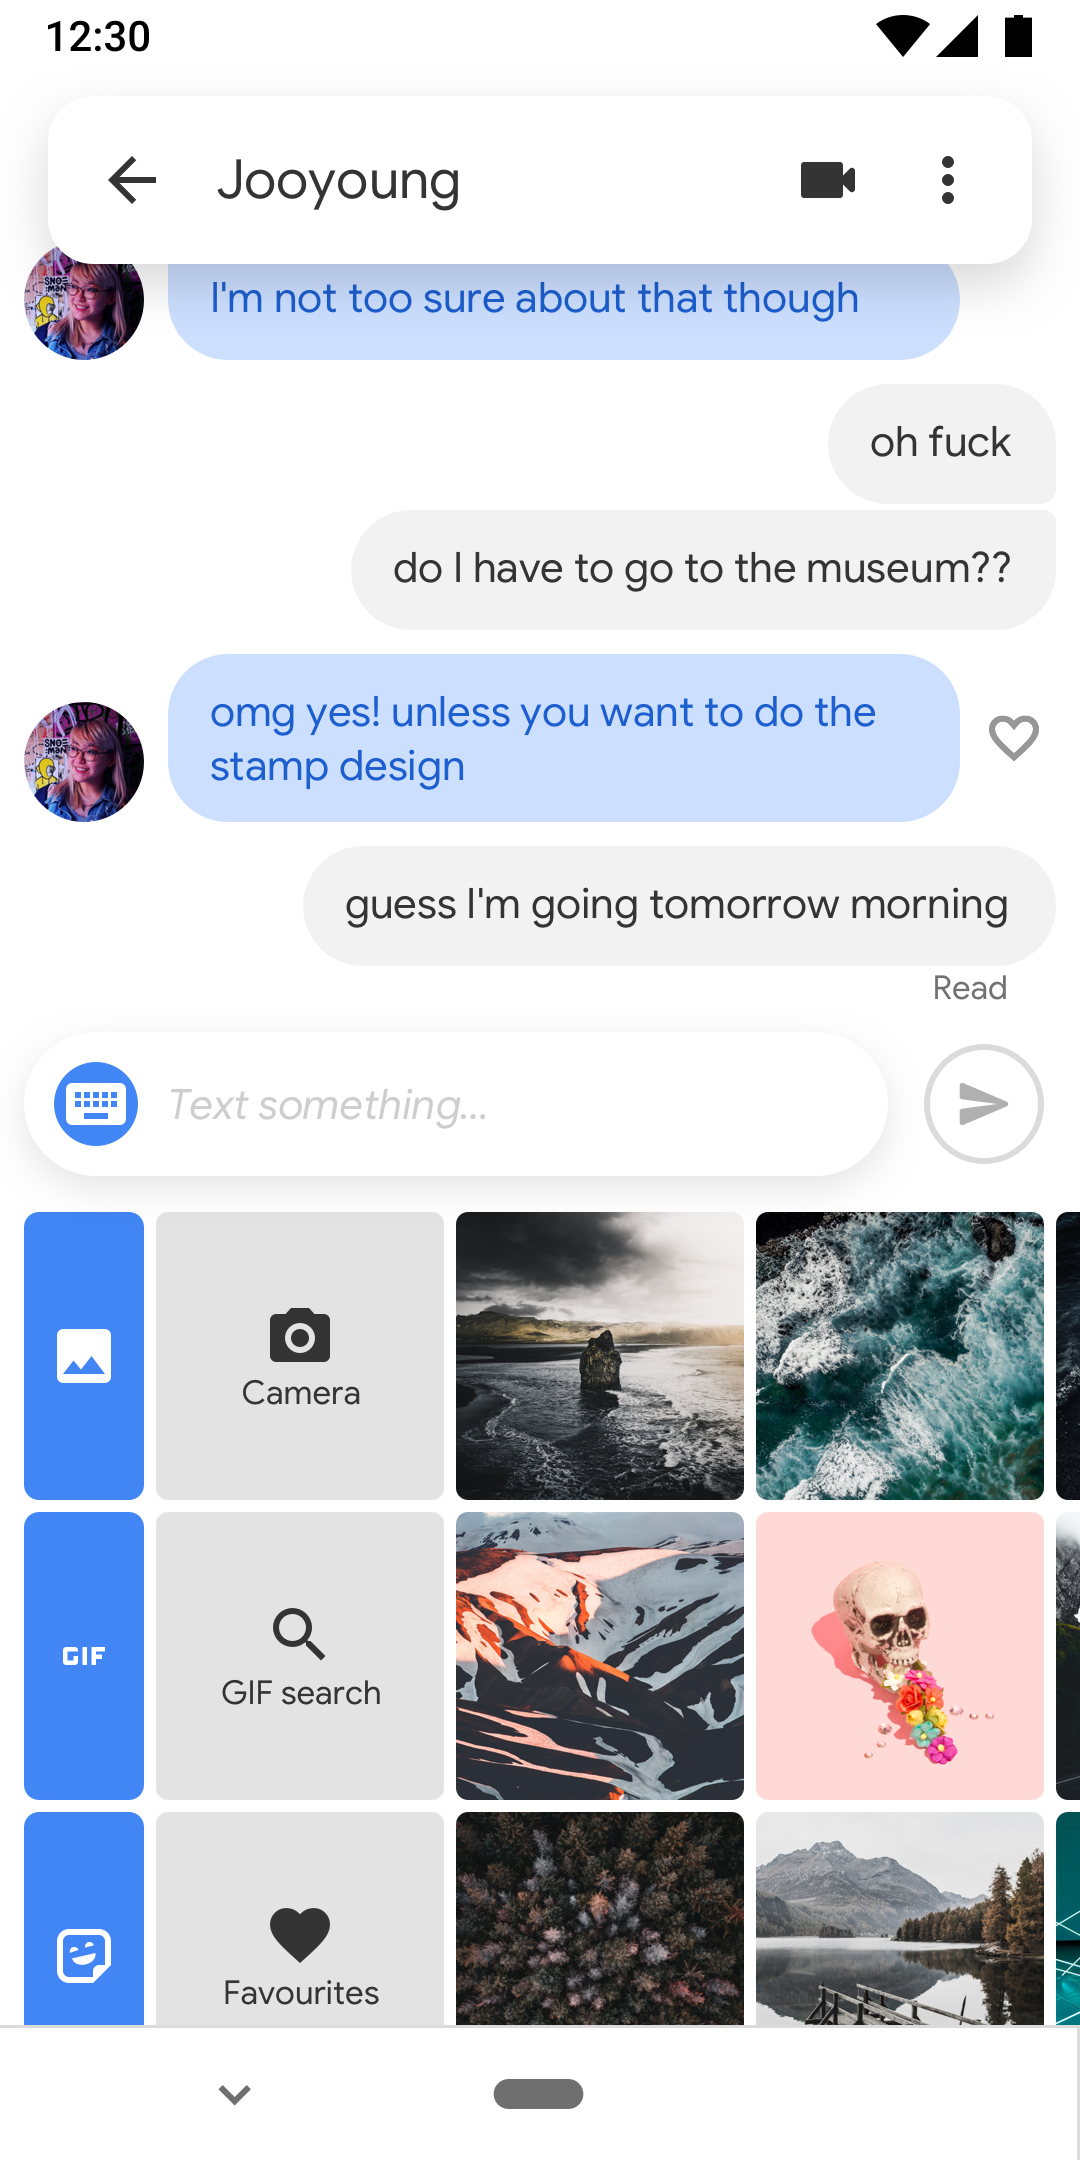 12:30
Jooyoung
I'm not too sure about that though
oh fuck
do I have to go to the museum??
omg yes! unless you want to do the
stamp design
guess I'm going tomorrow morning
Read
Text something...
Camera
GIF
GIF search
Favourites